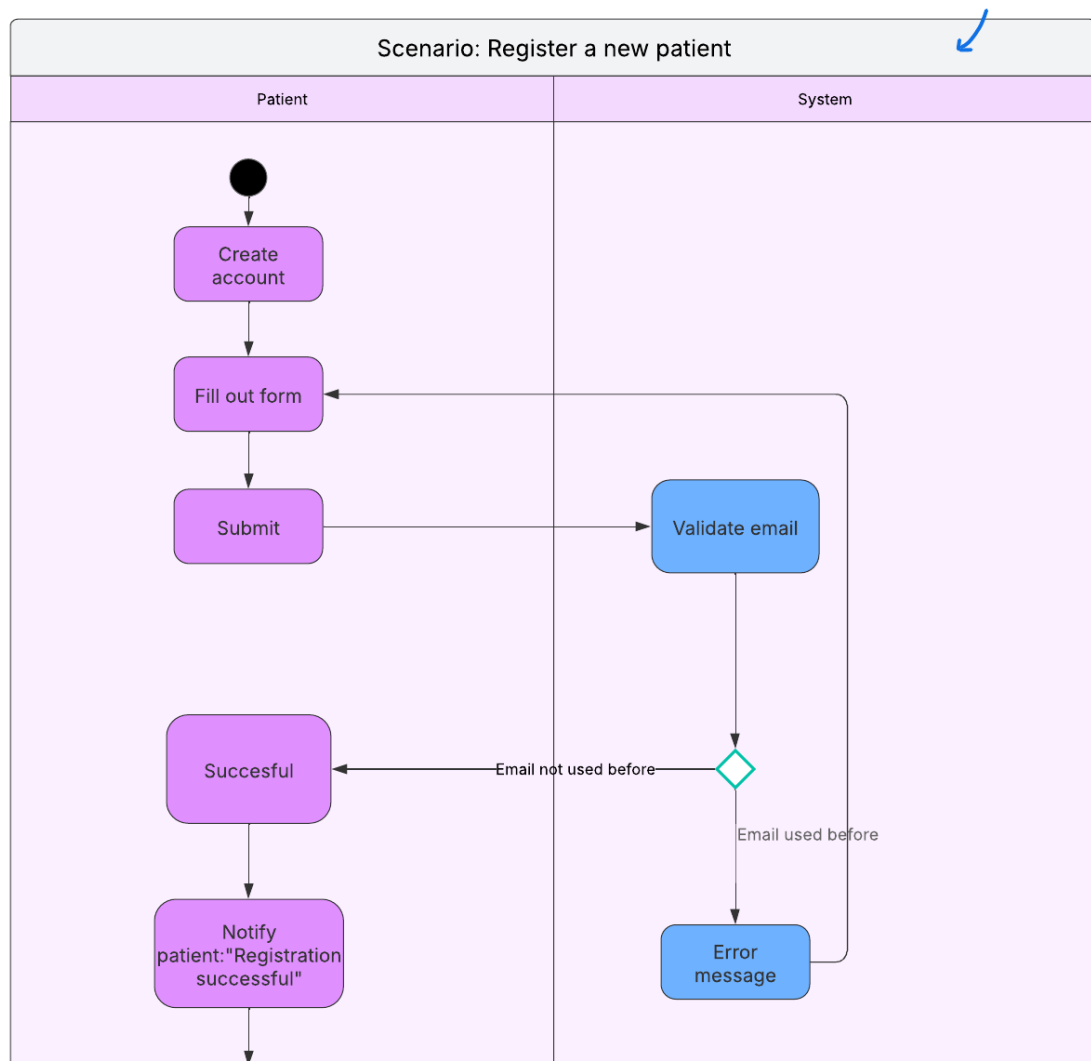 Scenario: Register a new patient
Patient
System
Create
account
Fill out form
Submit
Validate email
Succesful
Email not used before
Email used before
Notify
patient:"Registration
successful"
Error
message